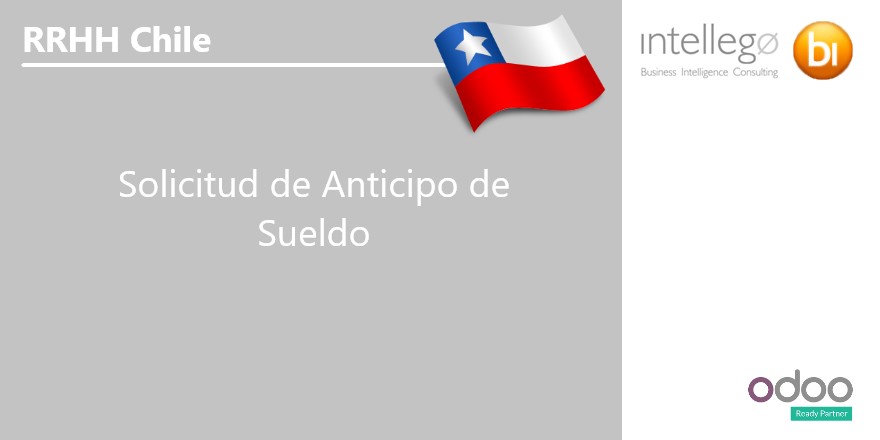 RRHH Chile
intellegø
bi
Business Intelligence Consulting
Solicitud de Anticipo de
Sueldo
odoo
Ready Partner